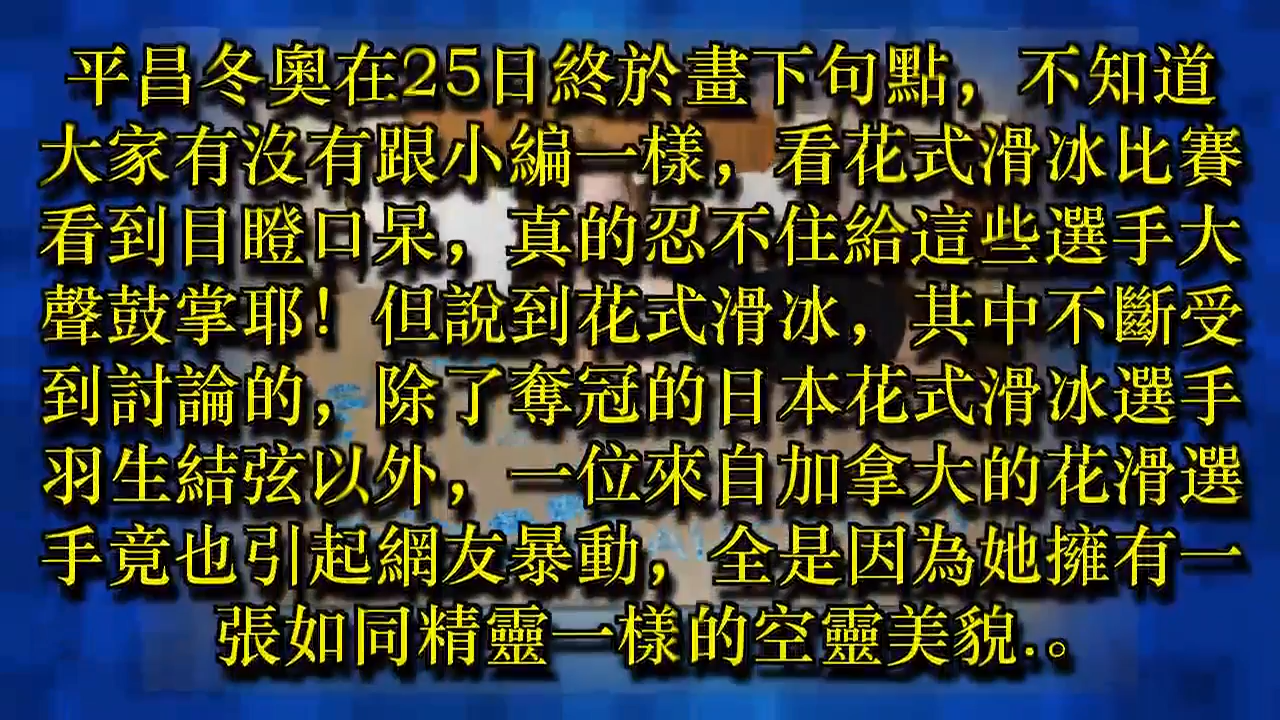 平昌冬奧在25日終於畫下句點，不知道
大家有沒有跟小編一樣，看花式滑冰比賽
看到目瞪口呆，真的忍不住給這些選手大
聲鼓掌耶！但說到花式滑冰，其中不斷受
到討論的，除了奪冠的日本花式滑冰選手
羽生結弦以外，一位來自加拿大的花滑選
手竟也引起網友暴動，全是因為她擁有一
張如同精靈一樣的空靈美貌.。